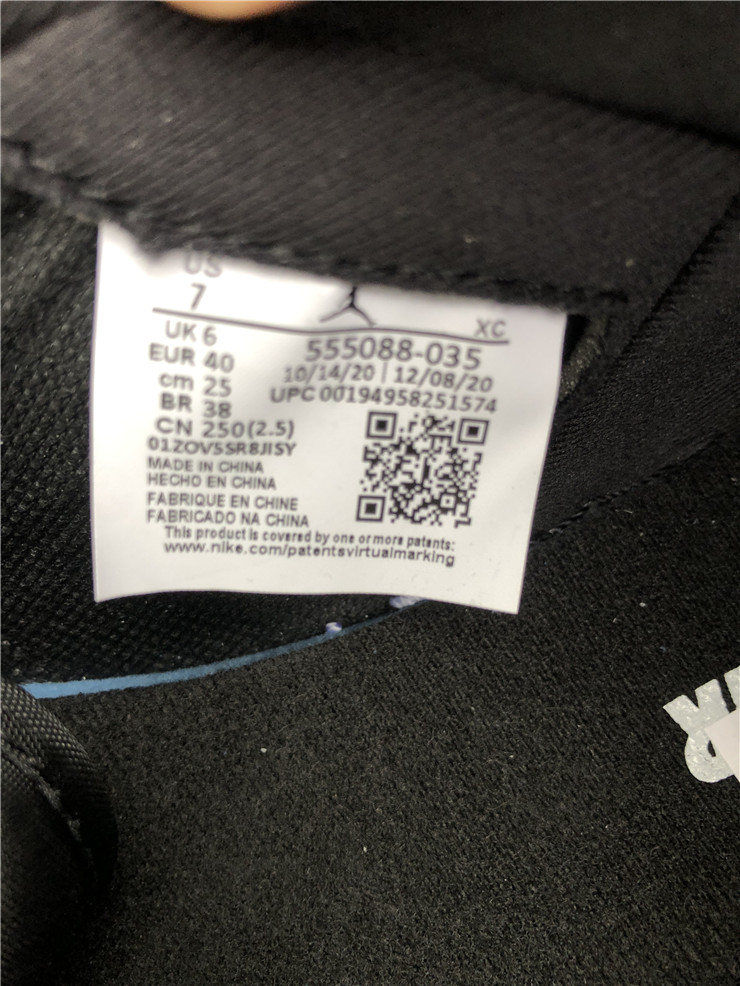 US
7
XC
UK 6
EUR 40
cm 25
BR 38
CN 250(2.5)
555088-035
10/14/20 | 12/08/20
UPC 00194958251574
01ZOV5SR8JISY
MADE IN CHINA
HECHO EN CHINA
FABRIQUE EN CHINE
FABRICADO NA CHINA
This product is covered by one or more patents:
www.nike.com/patentsvirtualmarking